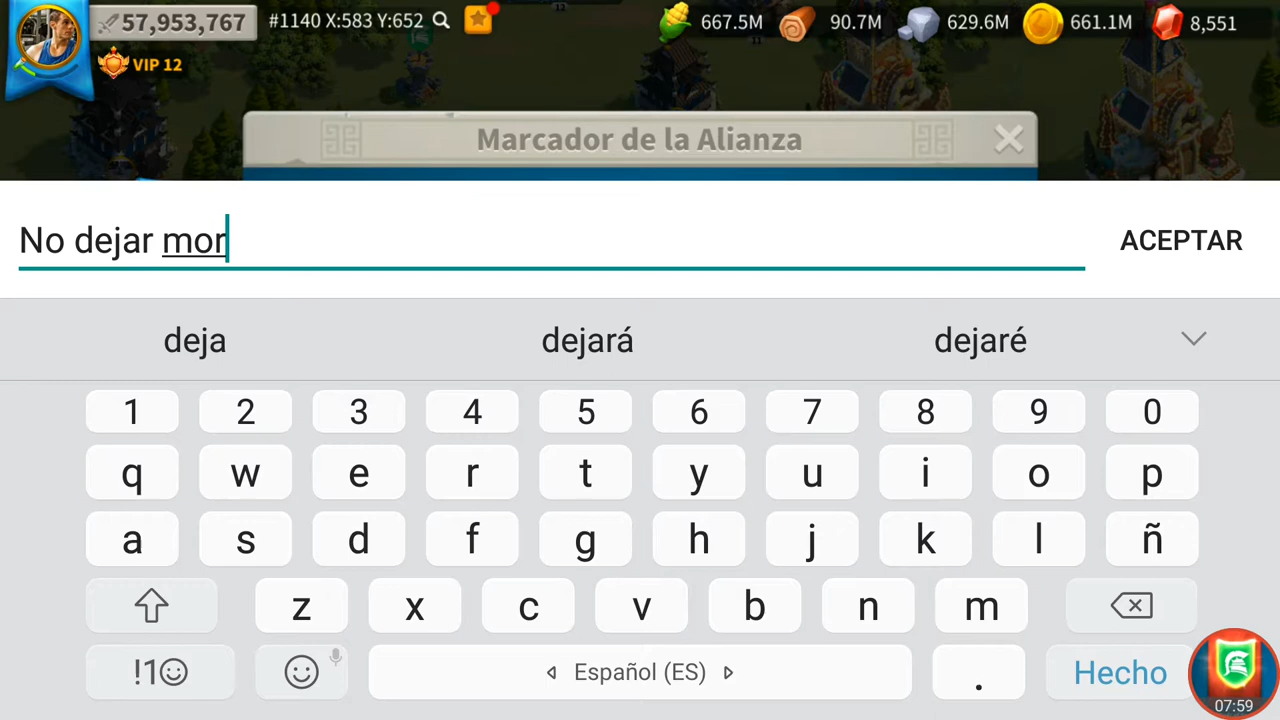 57,953,767 #1140 X:583 Y:652 667.5M 90.7M 629.6M 661.1M 8,551
VIP 12
Marcador de la Alianza
No dejar mor ACEPTAR
deja dejará dejaré
1 2 3 4 5 6 7 8 9 0
q w e r t y u i o p
a s d f g h j k l ñ
z x c v b n m
!1 Español (ES) . Hecho
07:59